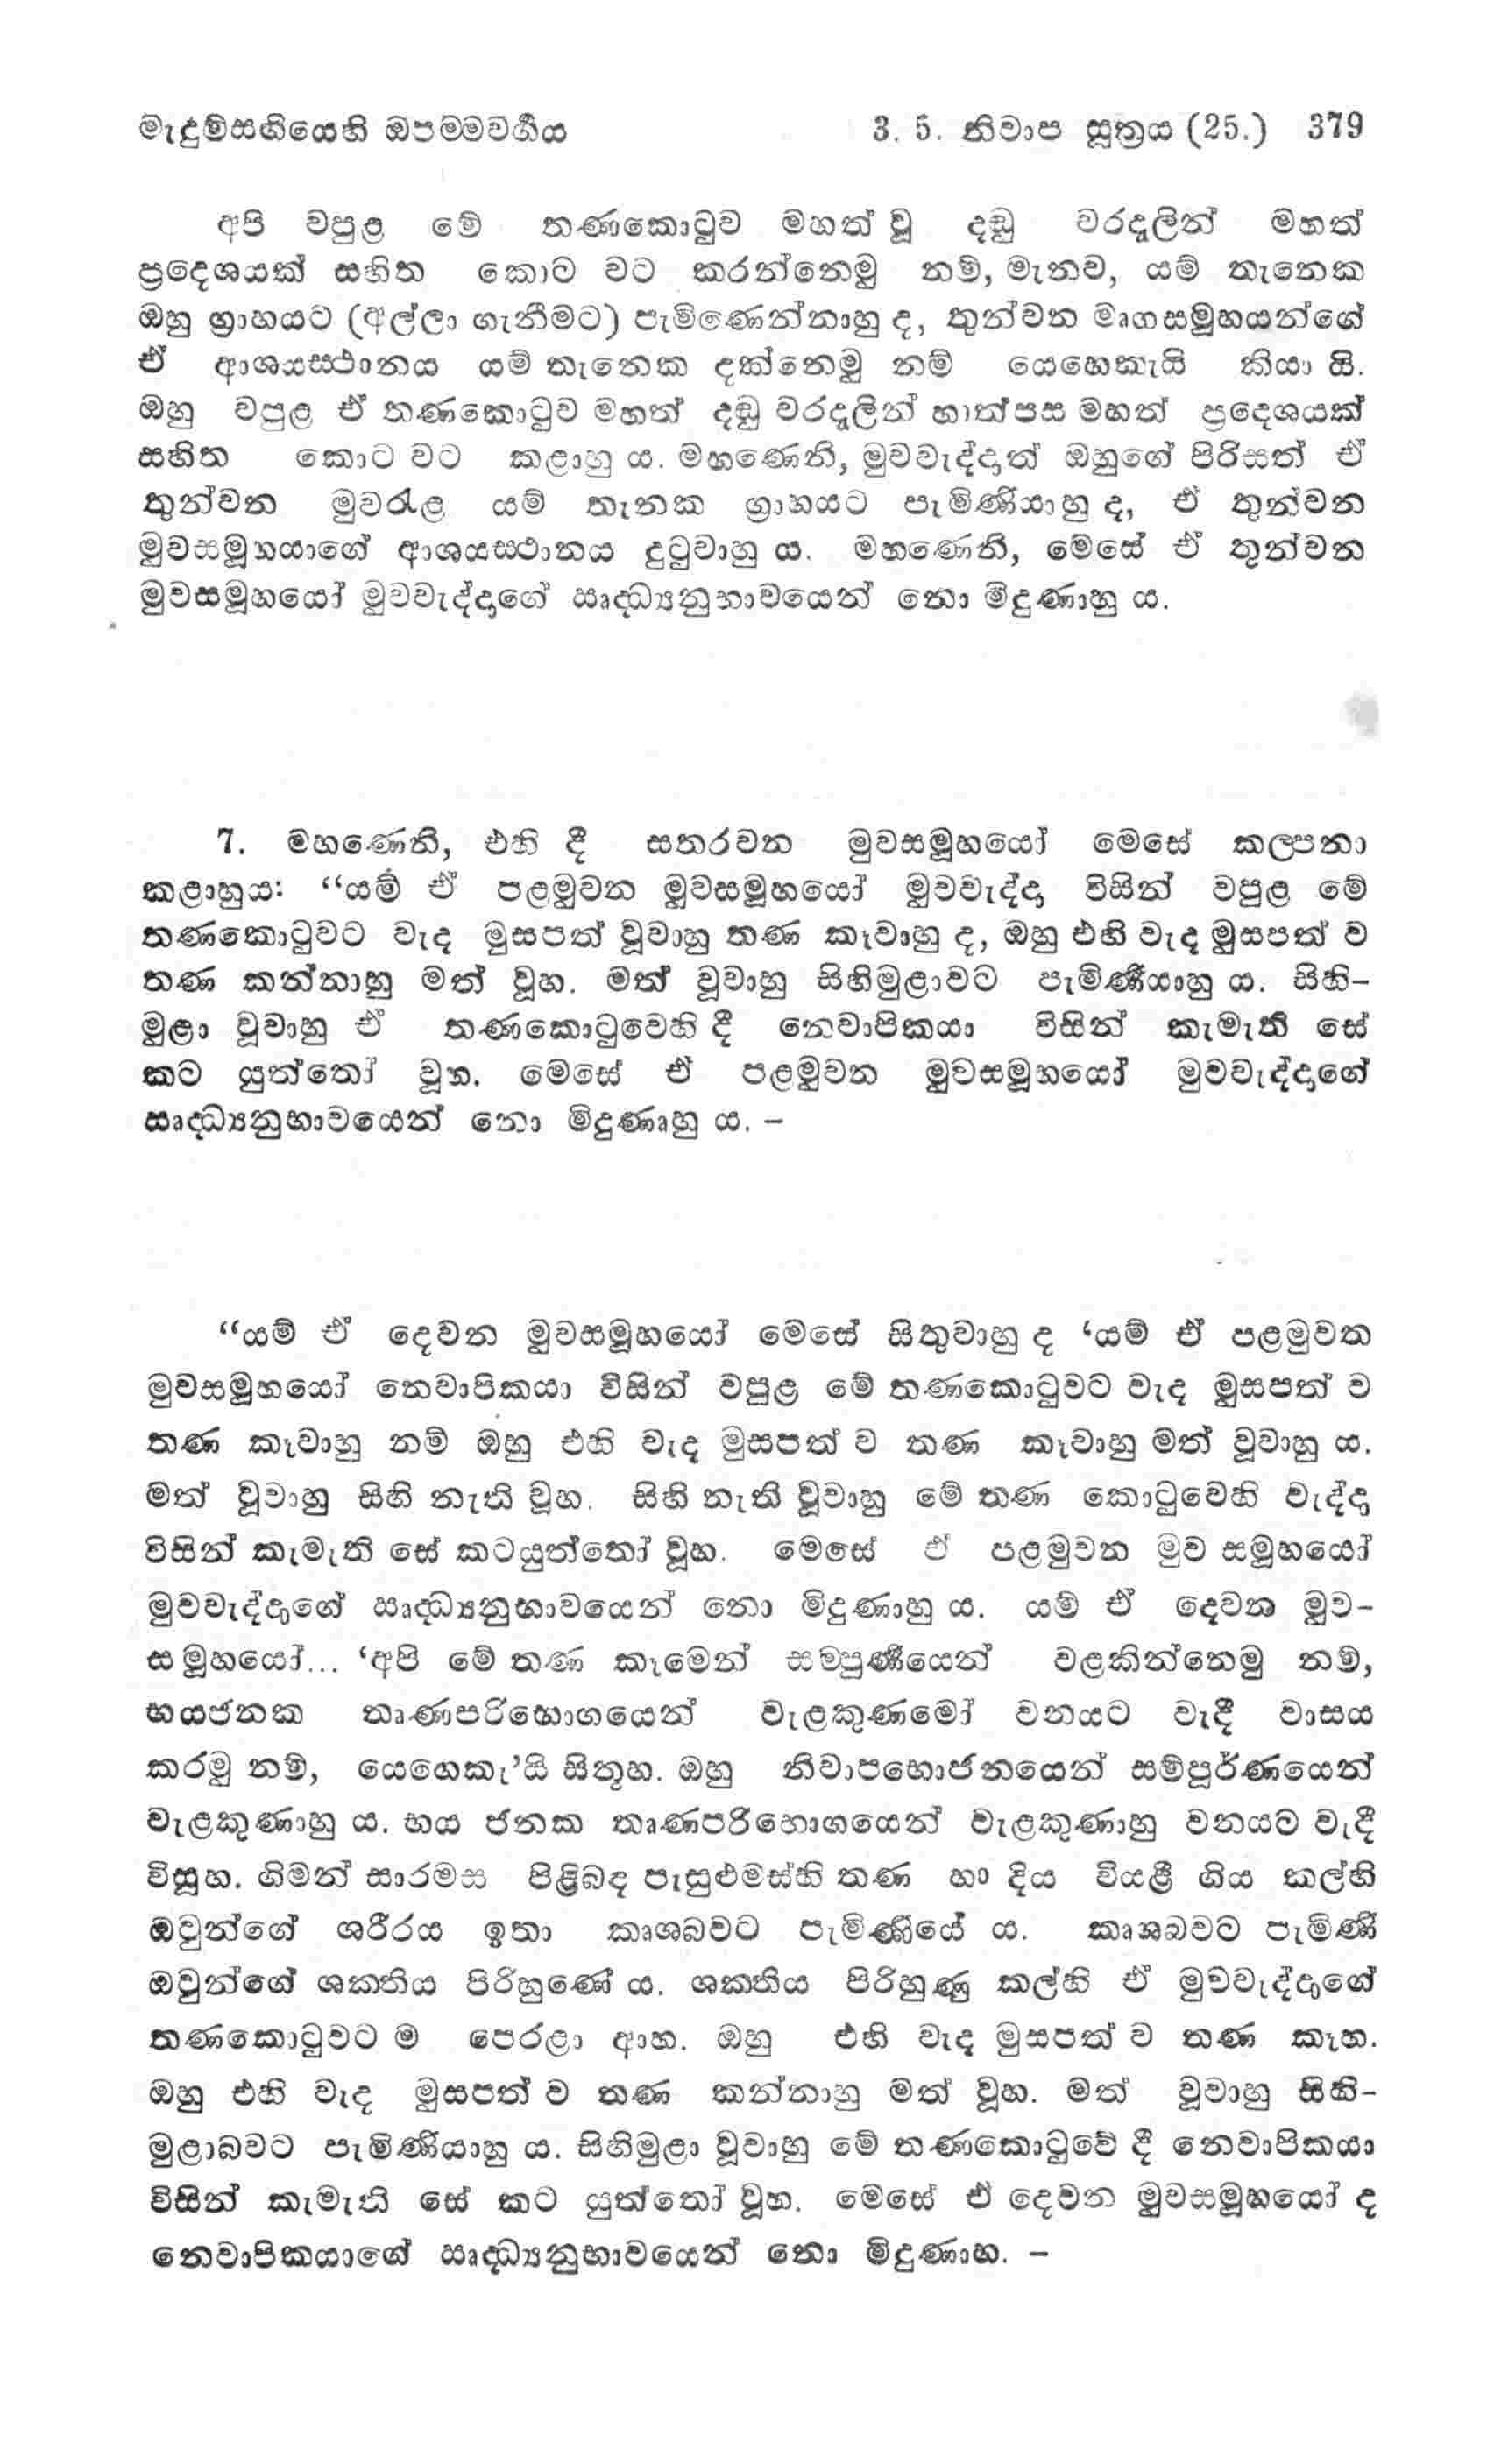 මැදුම්සඟියෙහි ඔපම්මවර්‍ගය 3. 5. නිවාප සූත්‍රය (25.) 379
අපි වපුළ මේ තණකොටුව මහත් වූ දඬු වරදැලින් මහත්
ප්‍රදෙශයක් සහිත කොට වට කරන්නෙමු නම්, මැනව, යම් තැනෙක
ඔහු ග්‍රාහයට (අල්ලා ගැනීමට) පැමිණෙන්නාහු ද, තුන්වන මෘගසමූහයන්ගේ
ඒ ආශයස්ථානය යම් තැනෙක දක්නෙමු නම් යෙහෙකැයි කියා යි.
ඔහු වපුළ ඒ තණකොටුව මහත් දඬු වරදැලින් හාත්පස මහත් ප්‍රදෙශයක්
සහිත කොට වට කළාහු ය. මහණෙනි, මුවවැද්දාත් ඔහුගේ පිරිසත් ඒ
තුන්වන මුවරැළ යම් තැනක ග්‍රාහයට පැමිණියාහු ද, ඒ තුන්වන
මුවසමූහයාගේ ආශයස්ථානය දුටුවාහු ය. මහණෙනි, මෙසේ ඒ තුන්වන
මුවසමූහයෝ මුවවැද්දාගේ ඍද්ධ්‍යනුභාවයෙන් නො මිදුණාහු ය.
7. මහණෙනි, එහි දී සතරවන මුවසමූහයෝ මෙසේ කල්පනා
කළාහුය: “යම් ඒ පළමුවන මුවසමූහයෝ මුවවැද්දා විසින් වපුළ මේ
තණකොටුවට වැද මුසපත් වූවාහු තණ කෑවාහු ද, ඔහු එහි වැද මුසපත් ව
තණ කන්නාහු මත් වූහ. මත් වූවාහු සිහිමුළාවට පැමිණියාහු ය. සිහි-
මුළා වූවාහු ඒ තණකොටුවෙහි දී නෙවාපිකයා විසින් කැමැති සේ
කට යුත්තෝ වූහ. මෙසේ ඒ පළමුවන මුවසමූහයෝ මුවවැද්දාගේ
ඍද්ධ්‍යනුභාවයෙන් නො මිදුණාහු ය. –
“යම් ඒ දෙවන මුවසමූහයෝ මෙසේ සිතුවාහු ද ‘යම් ඒ පළමුවන
මුවසමූහයෝ නෙවාපිකයා විසින් වපුළ මේ තණකොටුවට වැද මුසපත් ව
තණ කෑවාහු නම් ඔහු එහි වැද මුසපත් ව තණ කෑවාහු මත් වූවාහු ය.
මත් වූවාහු සිහි නැති වූහ. සිහි නැති වූවාහු මේ තණ කොටුවෙහි වැද්දා
විසින් කැමැති සේ කටයුත්තෝ වූහ. මෙසේ ඒ පළමුවන මුව සමූහයෝ
මුවවැද්දාගේ ඍද්ධ්‍යනුභාවයෙන් නො මිදුණාහු ය. යම් ඒ දෙවන මුව-
සමූහයෝ... ‘අපි මේ තණ කෑමෙන් සම්පුර්‍ණයෙන් වළකින්නෙමු නම්,
භයජනක තෘණපරිභොගයෙන් වැළකුණමෝ වනයට වැදී වාසය
කරමු නම්, යෙහෙකැ’යි සිතූහ. ඔහු නිවාපභොජනයෙන් සම්පූර්ණයෙන්
වැළකුණාහු ය. භය ජනක තෘණපරිභොගයෙන් වැළකුණාහු වනයට වැදී
විසූහ. ගිමන් සාරමස පිළිබද පැසුළුමස්හි තණ හා දිය වියළී ගිය කල්හි
ඔවුන්ගේ ශරීරය ඉතා කෘශබවට පැමිණියේ ය. කෘශබවට පැමිණි
ඔවුන්ගේ ශක්තිය පිරිහුණේ ය. ශක්තිය පිරිහුණු කල්හි ඒ මුවවැද්දාගේ
තණකොටුවට ම පෙරළා ආහ. ඔහු එහි වැද මුසපත් ව තණ කෑහ.
ඔහු එහි වැද මුසපත් ව තණ කන්නාහු මත් වූහ. මත් වූවාහු සිහි-
මුළාබවට පැමිණියාහු ය. සිහිමුළා වූවාහු මේ තණකොටුවේ දී නෙවාපිකයා
විසින් කැමැති සේ කට යුත්තෝ වූහ. මෙසේ ඒ දෙවන මුවසමූහයෝ ද
නෙවාපිකයාගේ ඍද්ධ්‍යනුභාවයෙන් නො මිදුණාහ. –